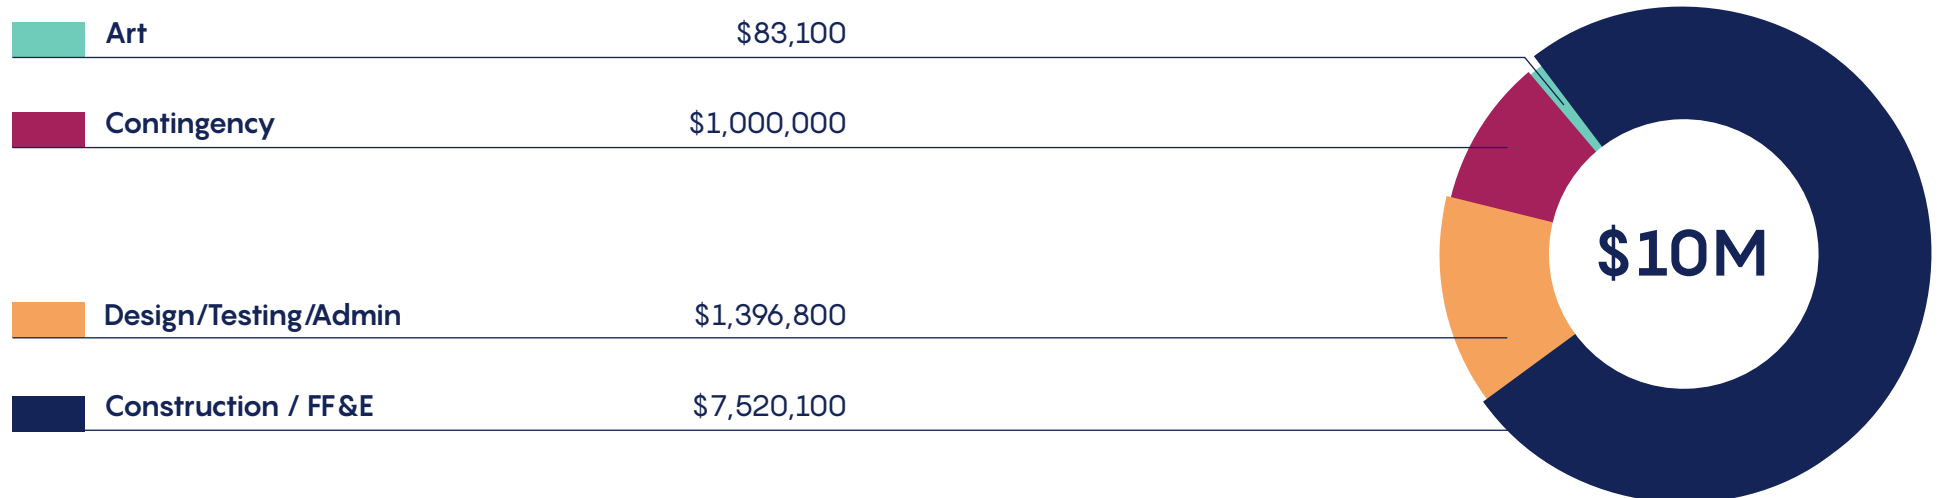 Art $83,100
Contingency $1,000,000
Design/Testing/Admin $1,396,800
Construction / FF&E $7,520,100
$10M